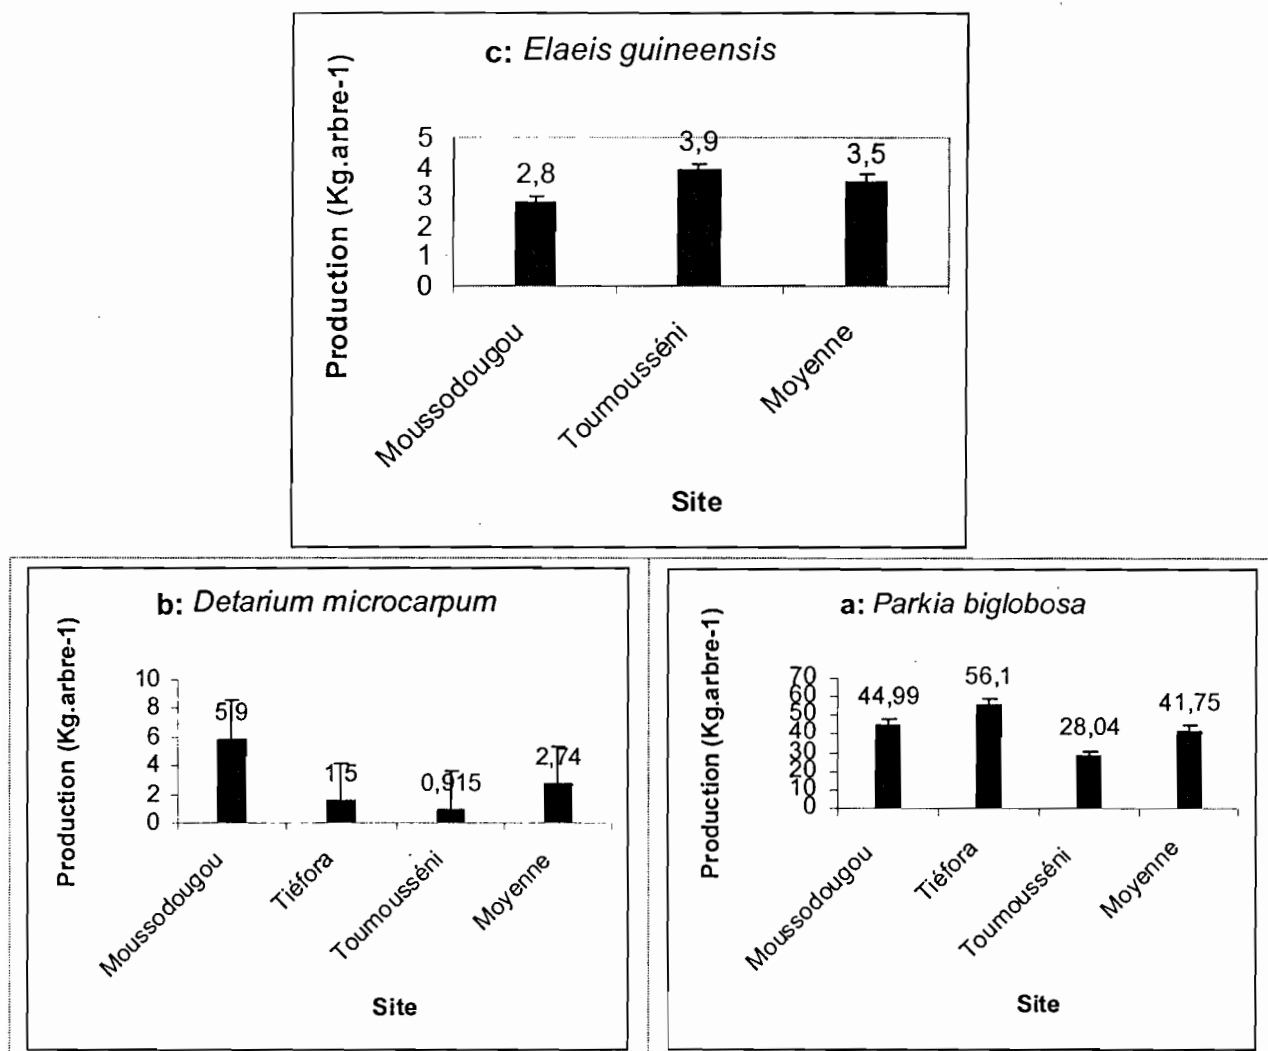 c: Elaeis guineensis
Production (Kg.arbre-1)
5
4
3
2
1
0
2,8
3,9
3,5
Moussodougou
Toumousséni
Moyenne
Site
b: Detarium microcarpum
Production (Kg.arbre-1)
10
8
6
4
2
0
5,9
1,5
0,915
2,74
Moussodougou
Tiéfora
Toumousséni
Moyenne
Site
a: Parkia biglobosa
Production (Kg.arbre-1)
70
60
50
40
30
20
10
0
44,99
56,1
28,04
41,75
Moussodougou
Tiéfora
Toumousséni
Moyenne
Site